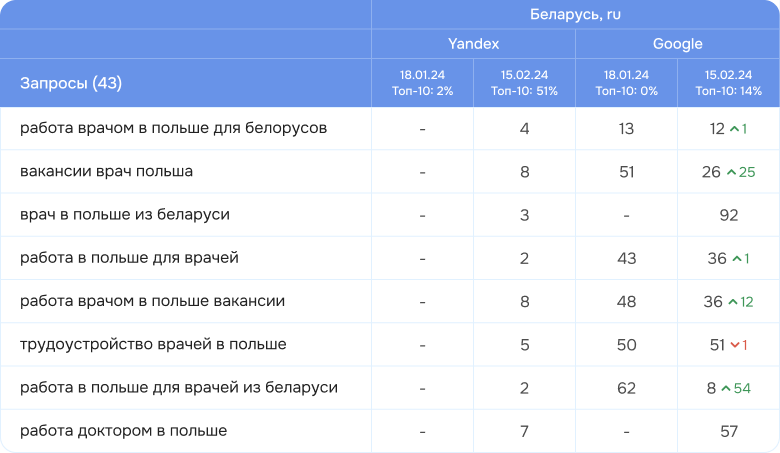 Беларусь, ru
Yandex Google
Запросы (43) 18.01.24 15.02.24 18.01.24 15.02.24
Топ-10: 2% Топ-10: 51% Топ-10: 0% Топ-10: 14%
работа врачом в польше для белорусов - 4 13 12 1
вакансии врач польша - 8 51 26 25
врач в польше из беларуси - 3 - 92
работа в польше для врачей - 2 43 36 1
работа врачом в польше вакансии - 8 48 36 12
трудоустройство врачей в польше - 5 50 51 1
работа в польше для врачей из беларуси - 2 62 8 54
работа доктором в польше - 7 - 57